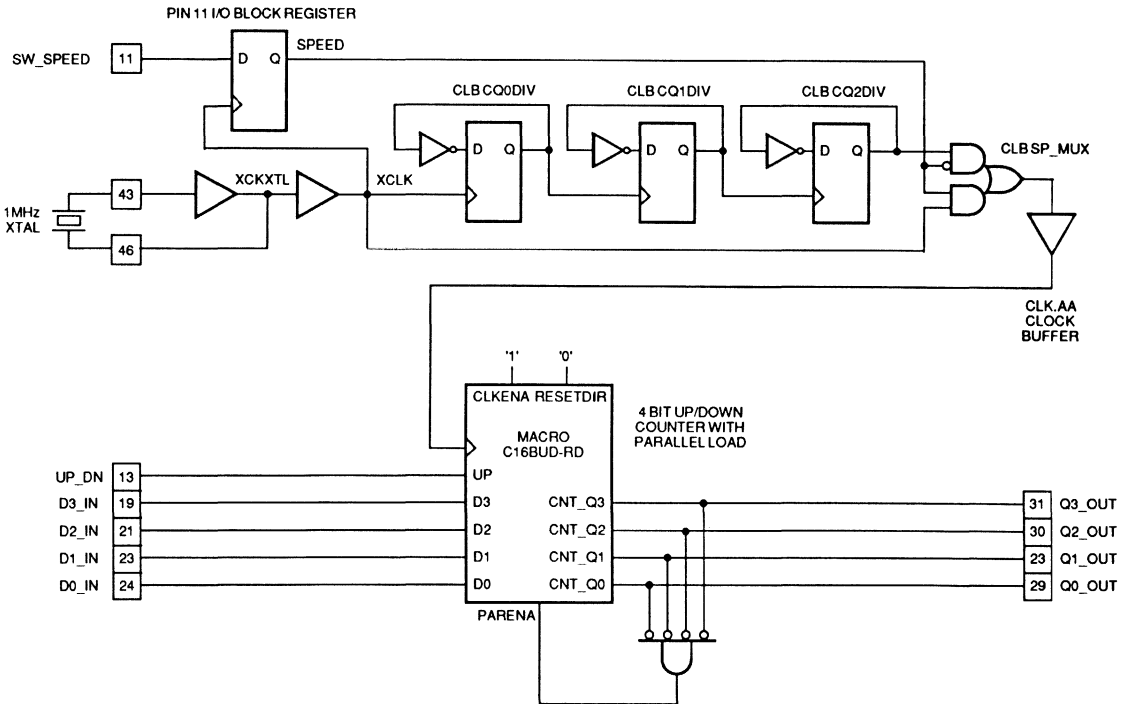 PIN 11 I/O BLOCK REGISTER
SW_SPEED
11
D Q
SPEED
CLB CQ0DIV
CLB CQ1DIV
CLB CQ2DIV
D Q
D Q
D Q
CLB SP_MUX
1MHz
XTAL
43
46
XCKXTL
XCLK
CLK.AA
CLOCK
BUFFER
'1'
'0'
CLKENA RESETDIR
MACRO
C16BUD-RD
4 BIT UP/DOWN
COUNTER WITH
PARALLEL LOAD
UP_DN 13
UP
D3_IN 19
D3
CNT_Q3
31 Q3_OUT
D2_IN 21
D2
CNT_Q2
30 Q2_OUT
D1_IN 23
D1
CNT_Q1
23 Q1_OUT
D0_IN 24
D0
CNT_Q0
29 Q0_OUT
PARENA